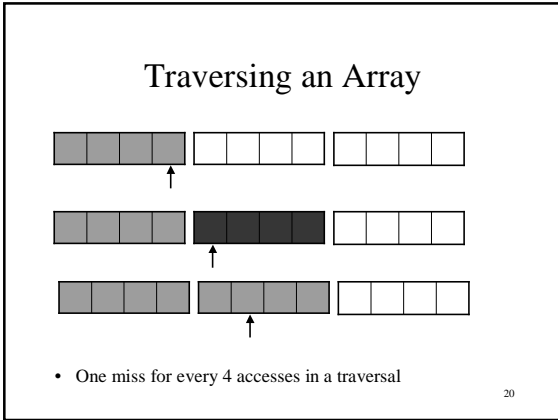 Traversing an Array
• One miss for every 4 accesses in a traversal
20